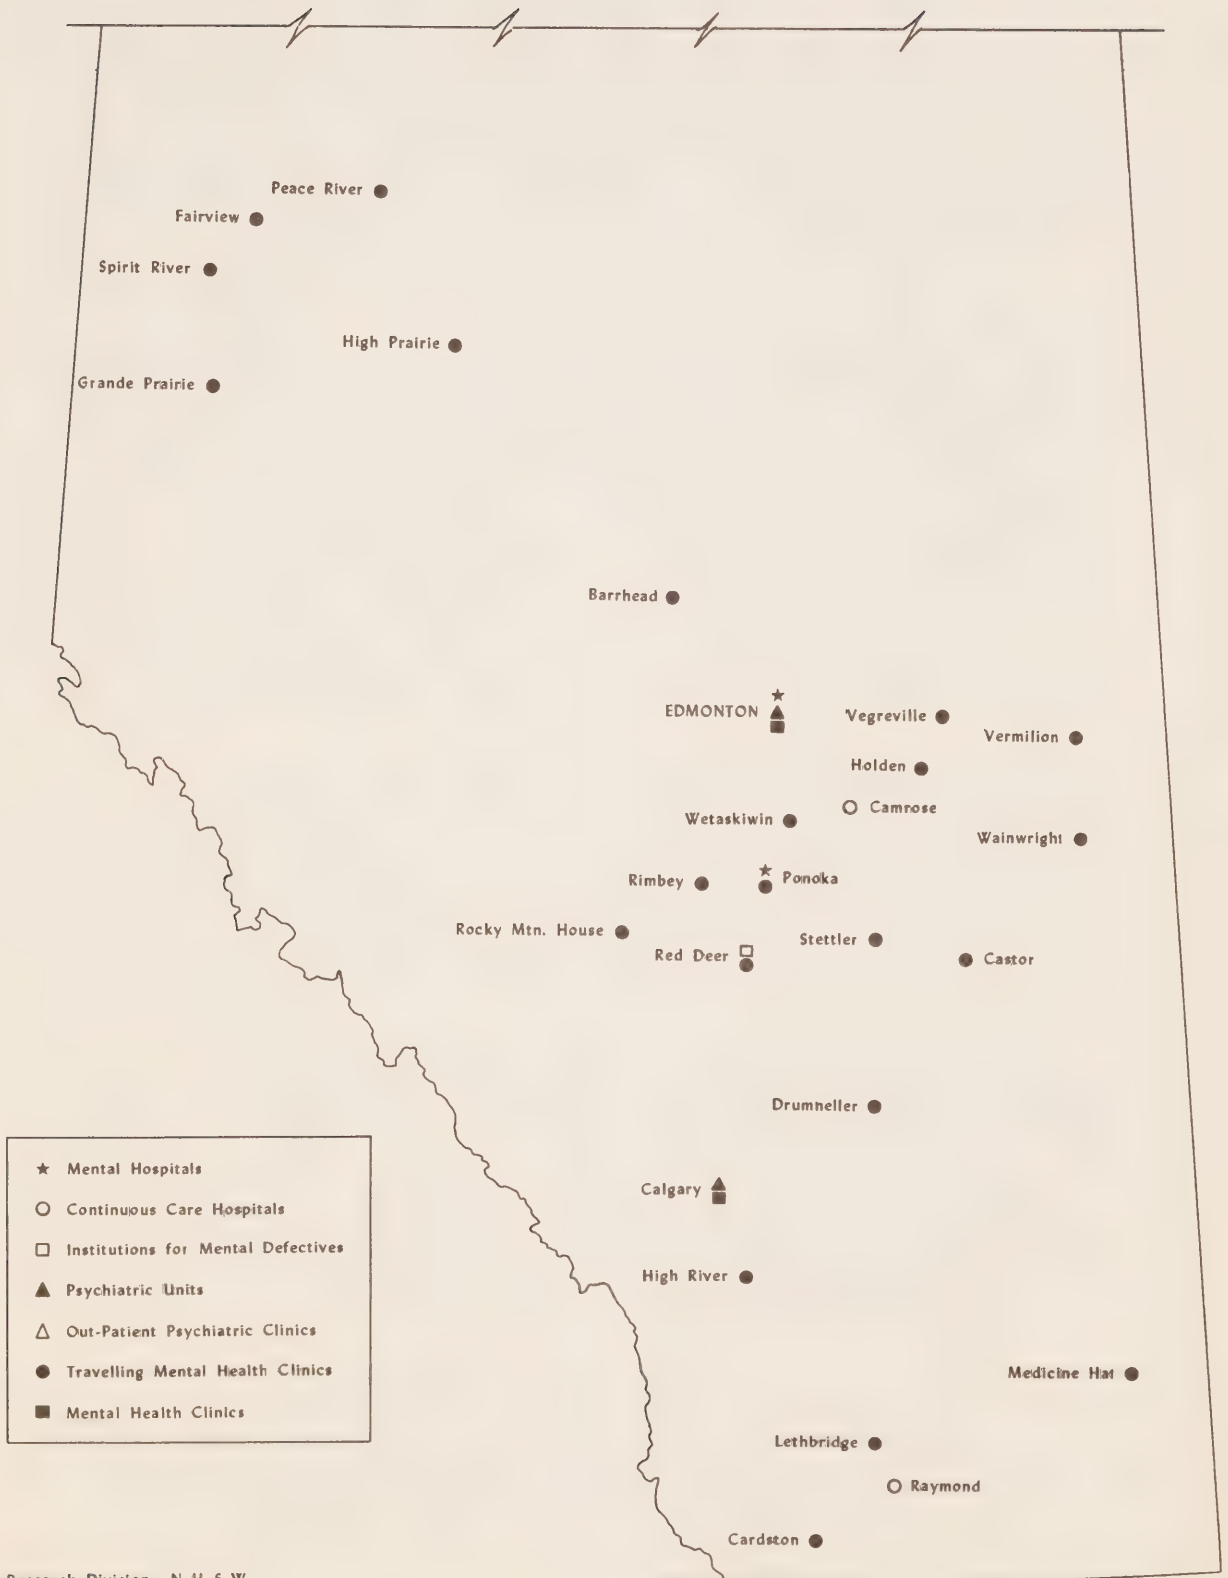 Peace River
Fairview
Spirit River
High Prairie
Grande Prairie
Barrhead
EDMONTON
Vegreville
Vermilion
Holden
Camrose
Wetaskiwin
Wainwright
Rimbey
Ponoka
Rocky Mtn. House
Stettler
Red Deer
Castor
Drumheller
Calgary
High River
Medicine Hat
Lethbridge
Raymond
Cardston
Mental Hospitals
Continuous Care Hospitals
Institutions for Mental Defectives
Psychiatric Units
Out-Patient Psychiatric Clinics
Travelling Mental Health Clinics
Mental Health Clinics
Research Division, N.H. & W.